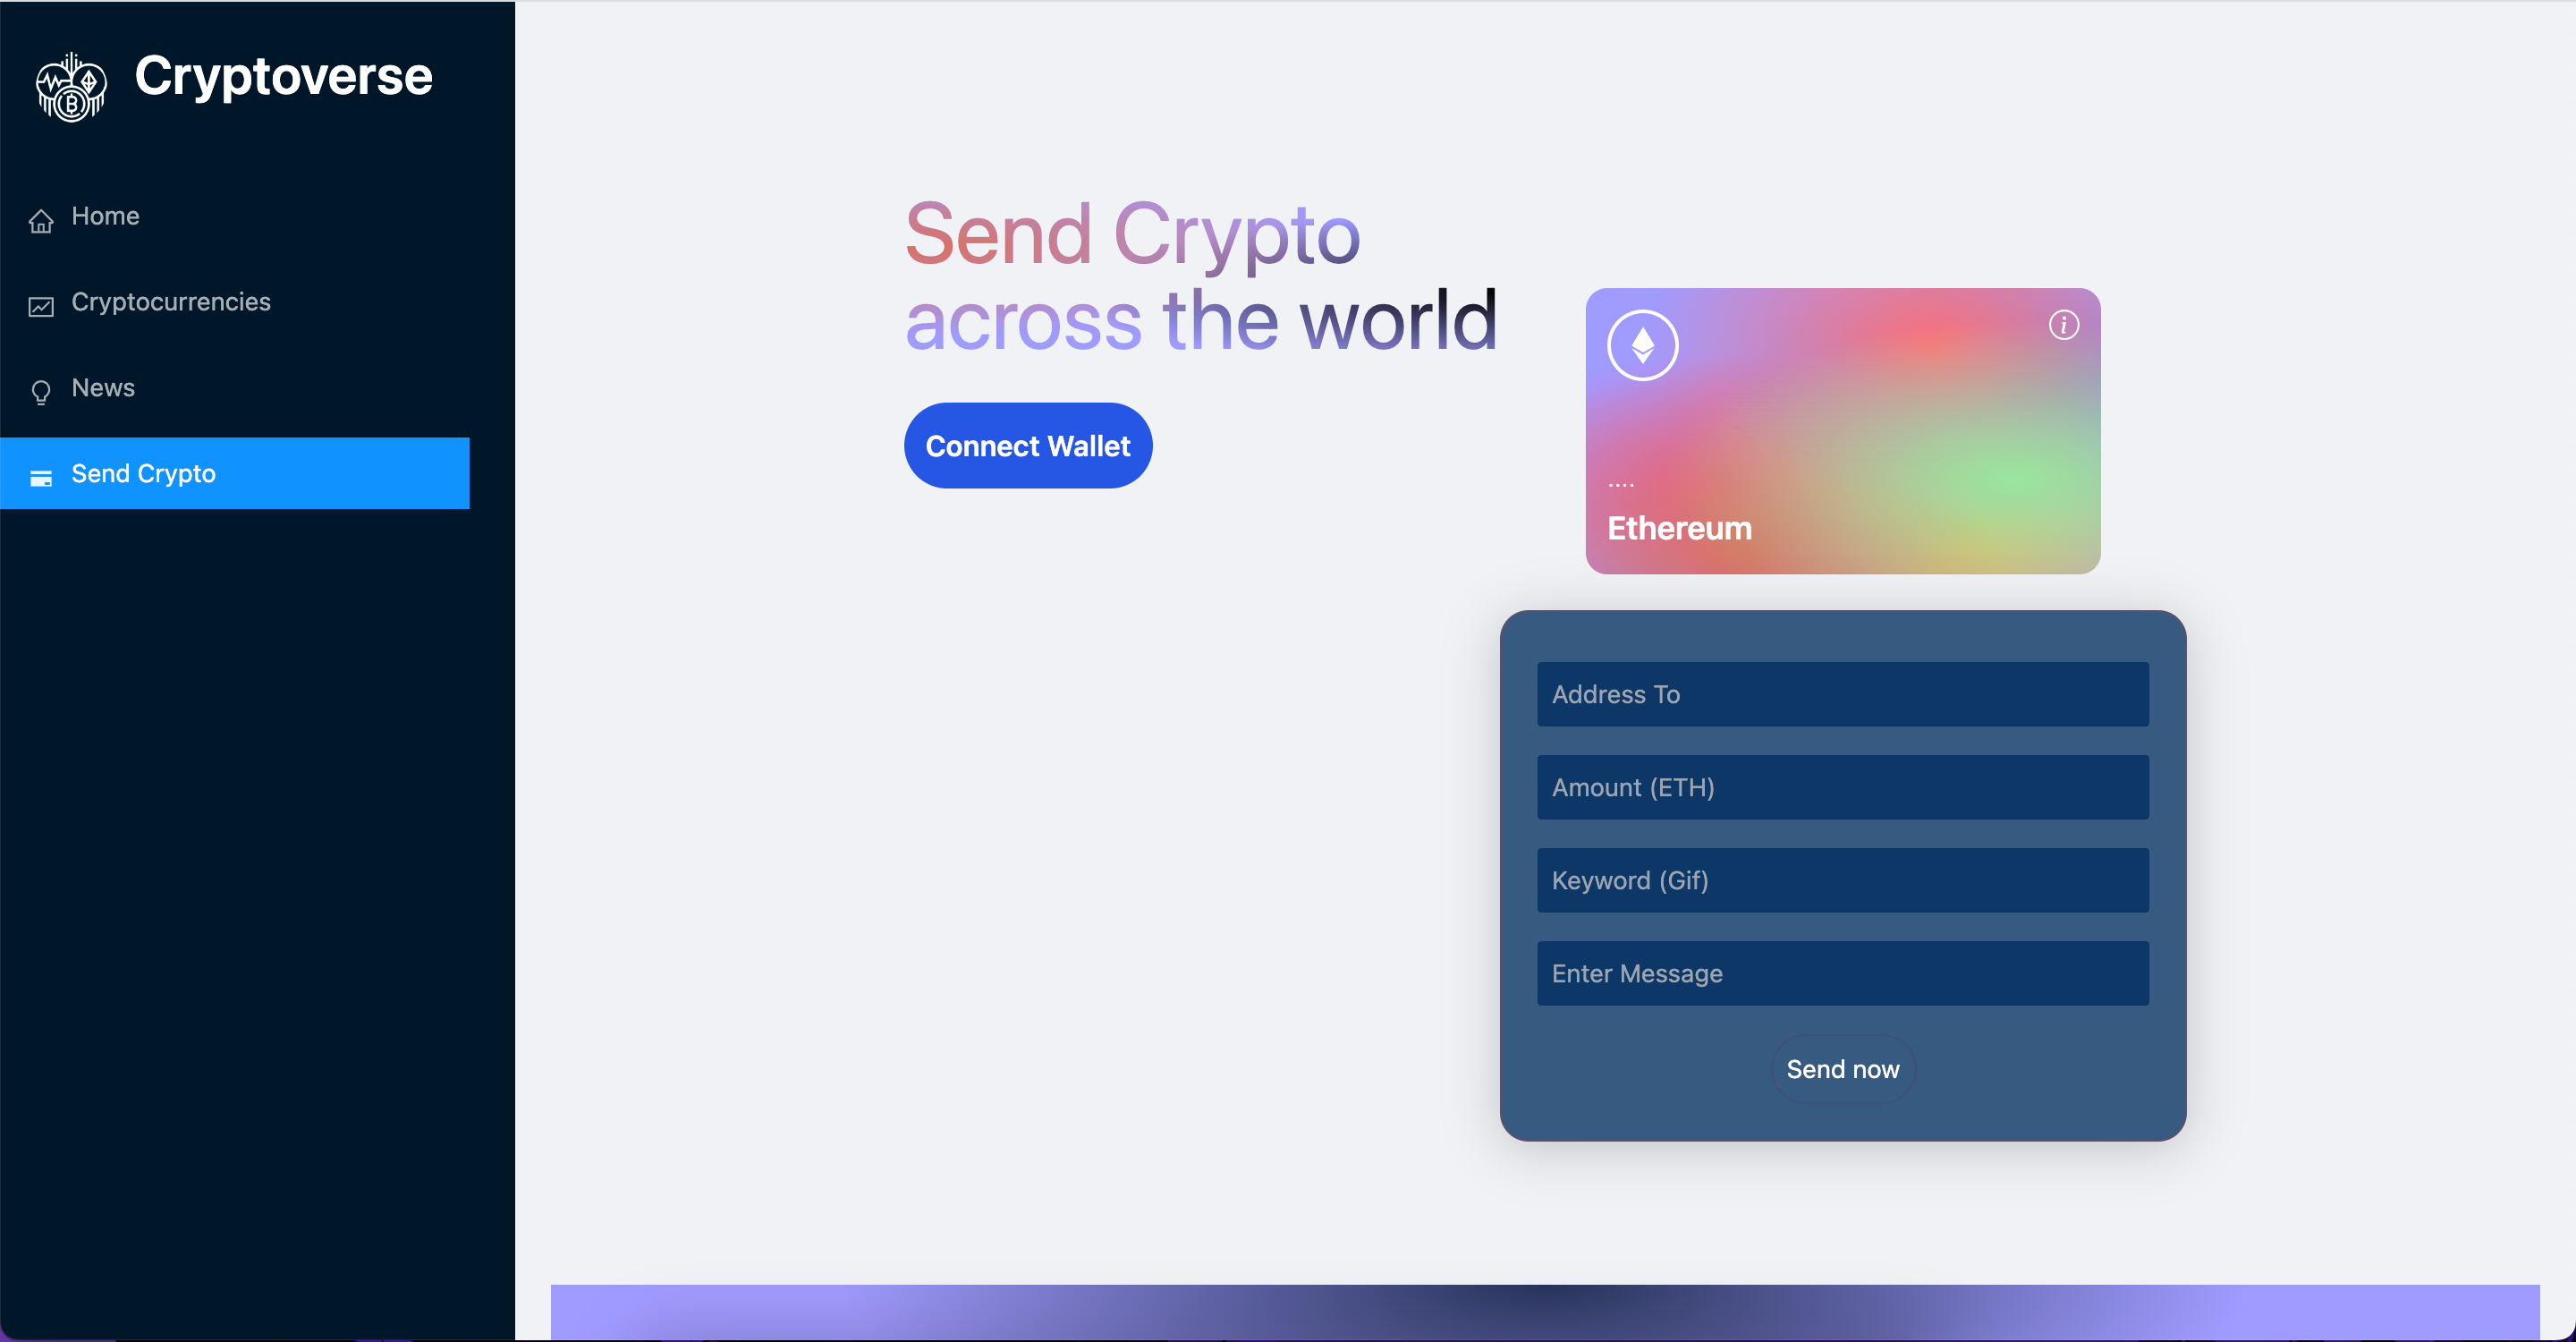 Cryptoverse
Home
Cryptocurrencies
News
Send Crypto
Send Crypto
across the world
Connect Wallet
....
Ethereum
Address To
Amount (ETH)
Keyword (Gif)
Enter Message
Send now